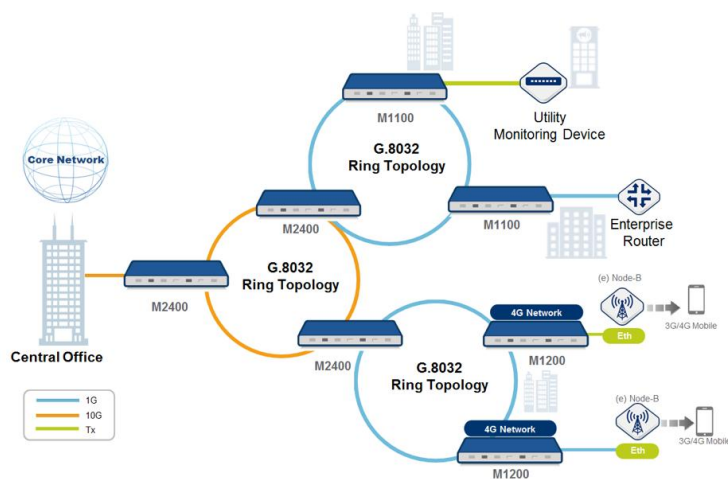 M1100
Utility
Monitoring Device
G.8032
Ring Topology
Core Network
M1100
Enterprise
Router
M2400
G.8032
Ring Topology
M2400
(e) Node-B
4G Network
3G/4G Mobile
Eth
Central Office
M2400
M1200
G.8032
Ring Topology
1G
10G
Tx
(e) Node-B
4G Network
3G/4G Mobile
Eth
M1200